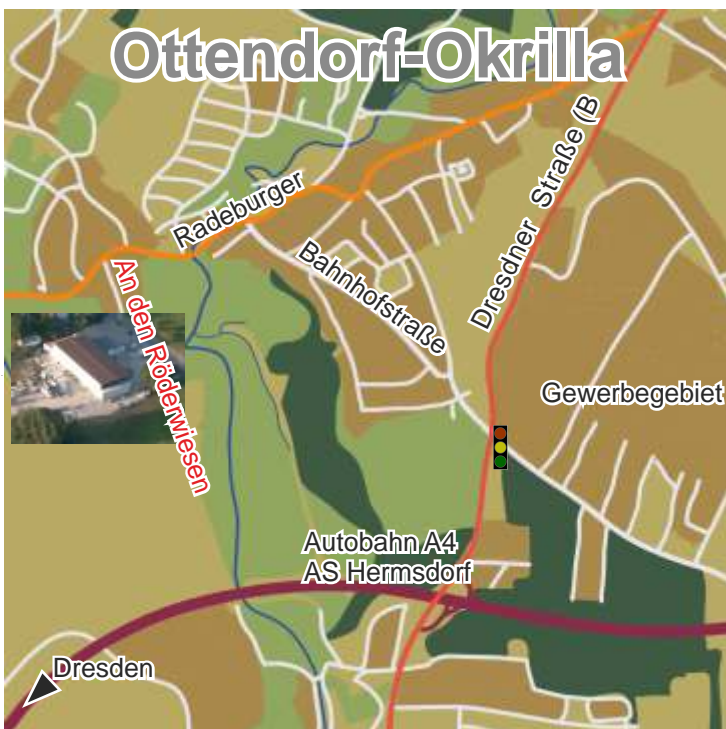 Ottendorf-Okrilla
Dresdner Straße (B
Radeburger
Bahnhofstraße
An den Röderwiesen
Gewerbegebiet
Autobahn A4
AS Hermsdorf
Dresden